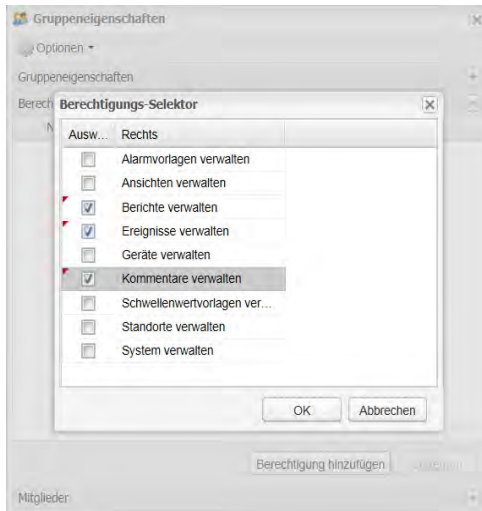 Gruppeneigenschaften
Optionen
Gruppeneigenschaften
Berech
Berechtigungs-Selektor
N
Ausw... Rechts
Alarmvorlagen verwalten
Ansichten verwalten
Berichte verwalten
Ereignisse verwalten
Geräte verwalten
Kommentare verwalten
Schwellenwertvorlagen ver...
Standorte verwalten
System verwalten
OK Abbrechen
Berechtigung hinzufügen
Mitglieder